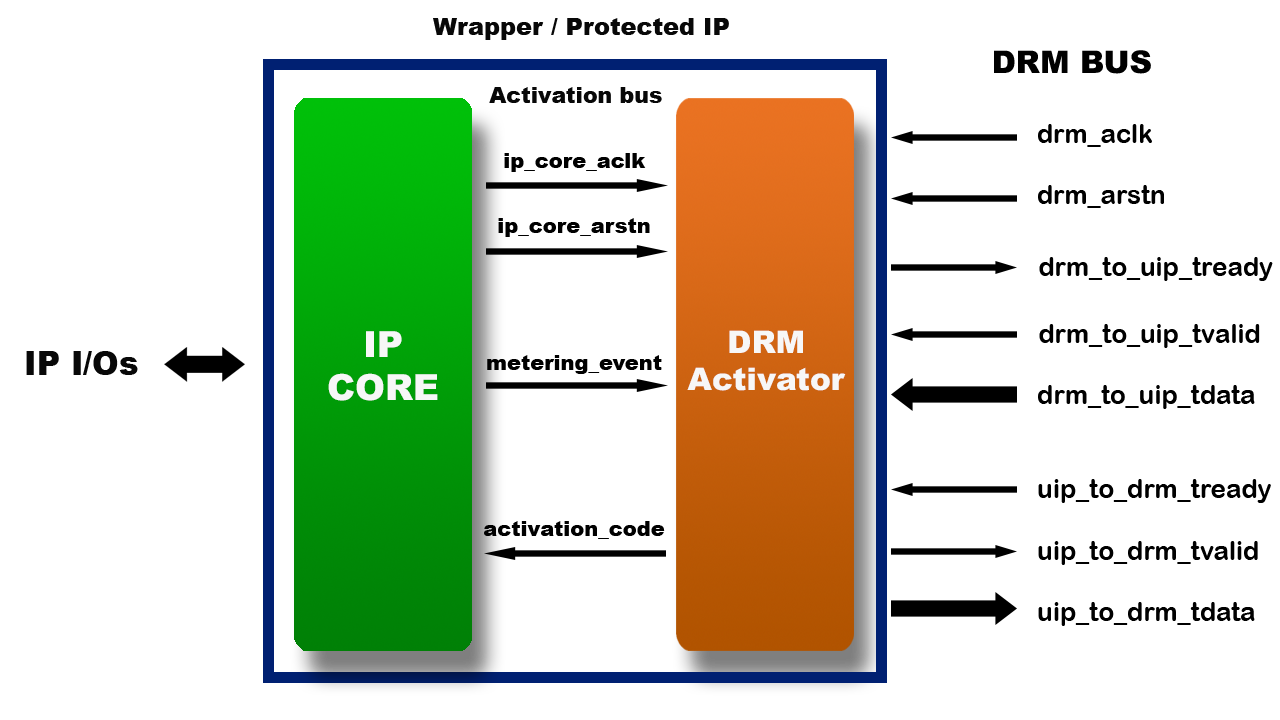 Wrapper / Protected IP
DRM BUS
Activation bus
ip_core_aclk
ip_core_arstn
metering_event
activation_code
IP
CORE
DRM
Activator
IP I/Os
drm_aclk
drm_arstn
drm_to_uip_tready
drm_to_uip_tvalid
drm_to_uip_tdata
uip_to_drm_tready
uip_to_drm_tvalid
uip_to_drm_tdata